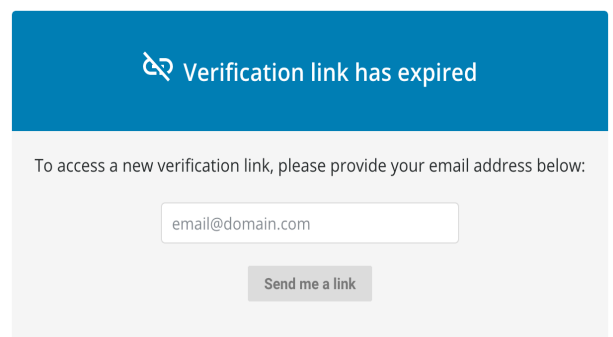 Verification link has expired
To access a new verification link, please provide your email address below:
email@domain.com
Send me a link